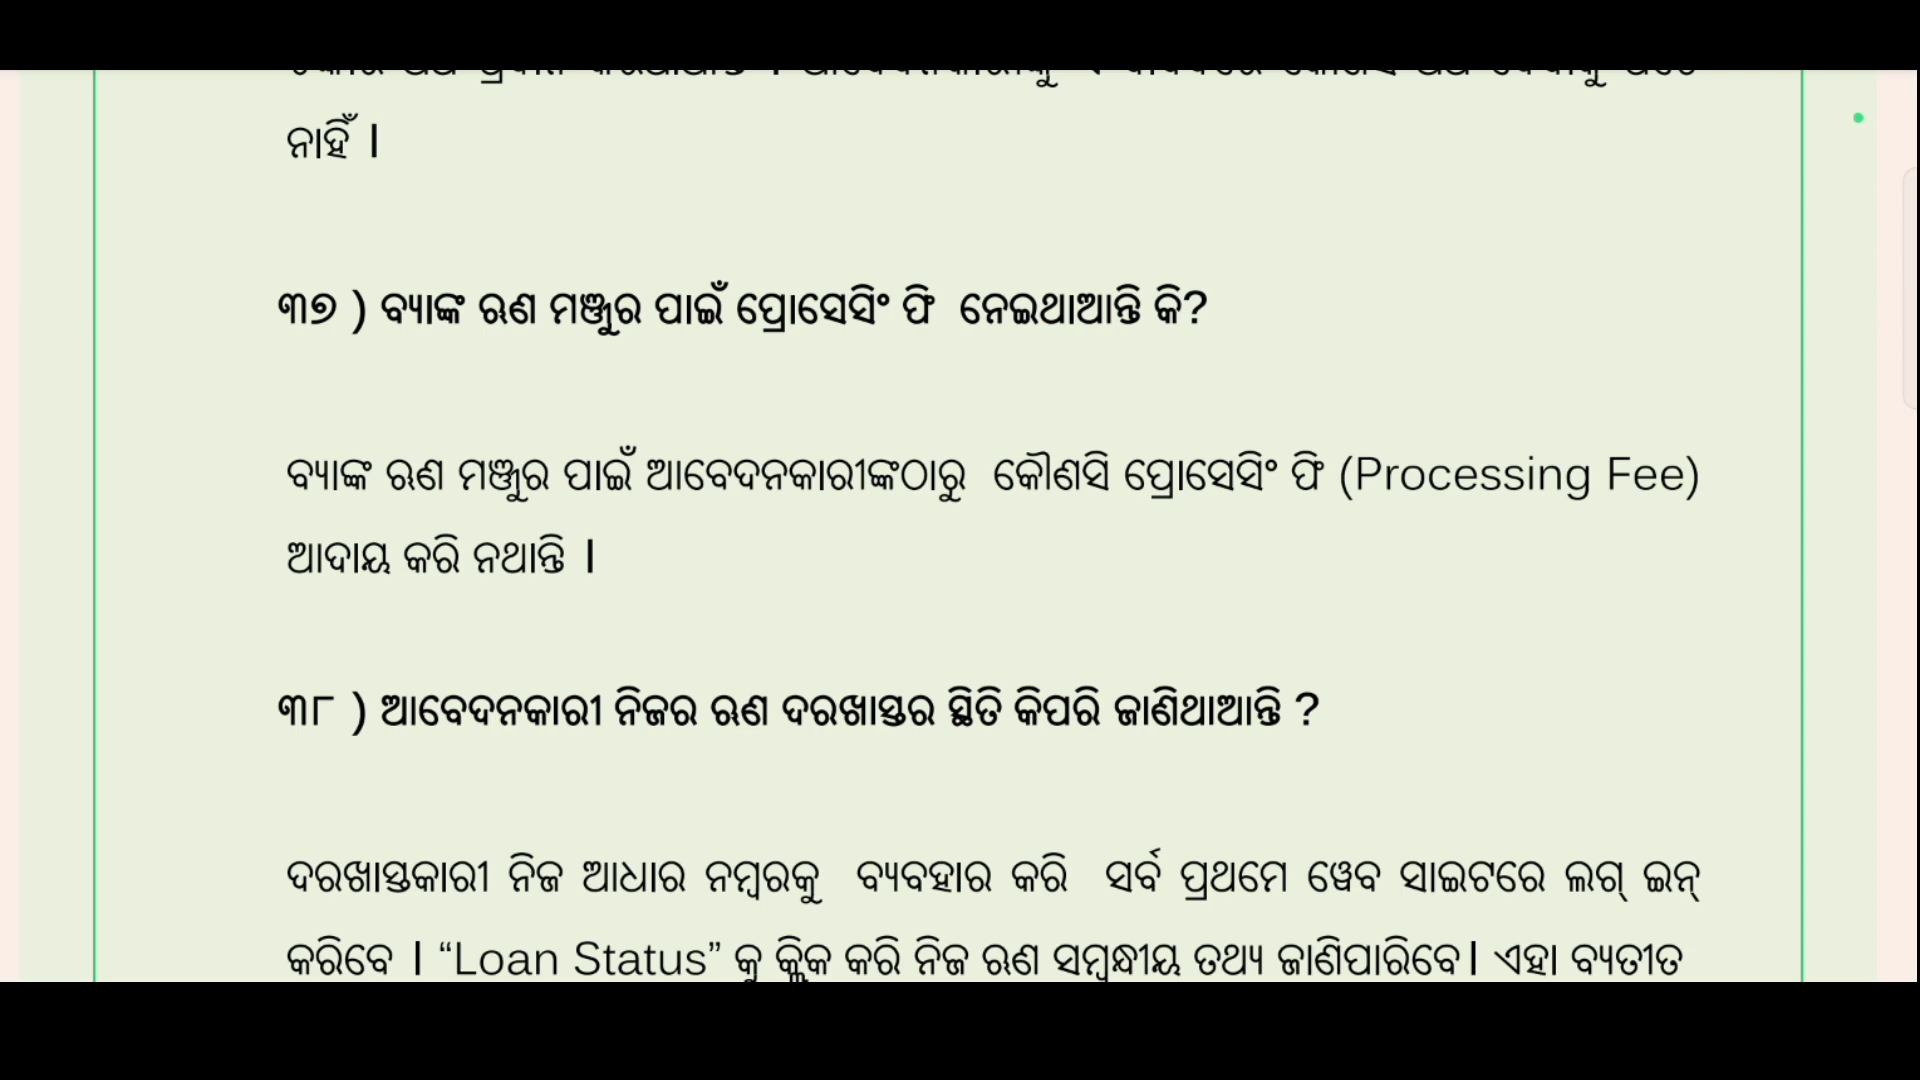 ନାହିଁ ।
୩୭ ) ବ୍ୟାଙ୍କ ଋଣ ମଞ୍ଜୁର ପାଇଁ ପ୍ରୋସେସିଂ ଫି ନେଇଥାଆନ୍ତି କି?
ବ୍ୟାଙ୍କ ଋଣ ମଞ୍ଜୁର ପାଇଁ ଆବେଦନକାରୀଙ୍କଠାରୁ କୌଣସି ପ୍ରୋସେସିଂ ଫି (Processing Fee)
ଆଦାୟ କରି ନଥାନ୍ତି ।
୩୮ ) ଆବେଦନକାରୀ ନିଜର ଋଣ ଦରଖାସ୍ତର ସ୍ଥିତି କିପରି ଜାଣିଥାଆନ୍ତି ?
ଦରଖାସ୍ତକାରୀ ନିଜ ଆଧାର ନମ୍ବରକୁ ବ୍ୟବହାର କରି ସର୍ବ ପ୍ରଥମେ ୱେବ ସାଇଟରେ ଲଗ୍ ଇନ୍
କରିବେ । “Loan Status” କୁ କ୍ଲିକ କରି ନିଜ ଋଣ ସମ୍ବନ୍ଧୀୟ ତଥ୍ୟ ଜାଣିପାରିବେ। ଏହା ବ୍ୟତୀତ